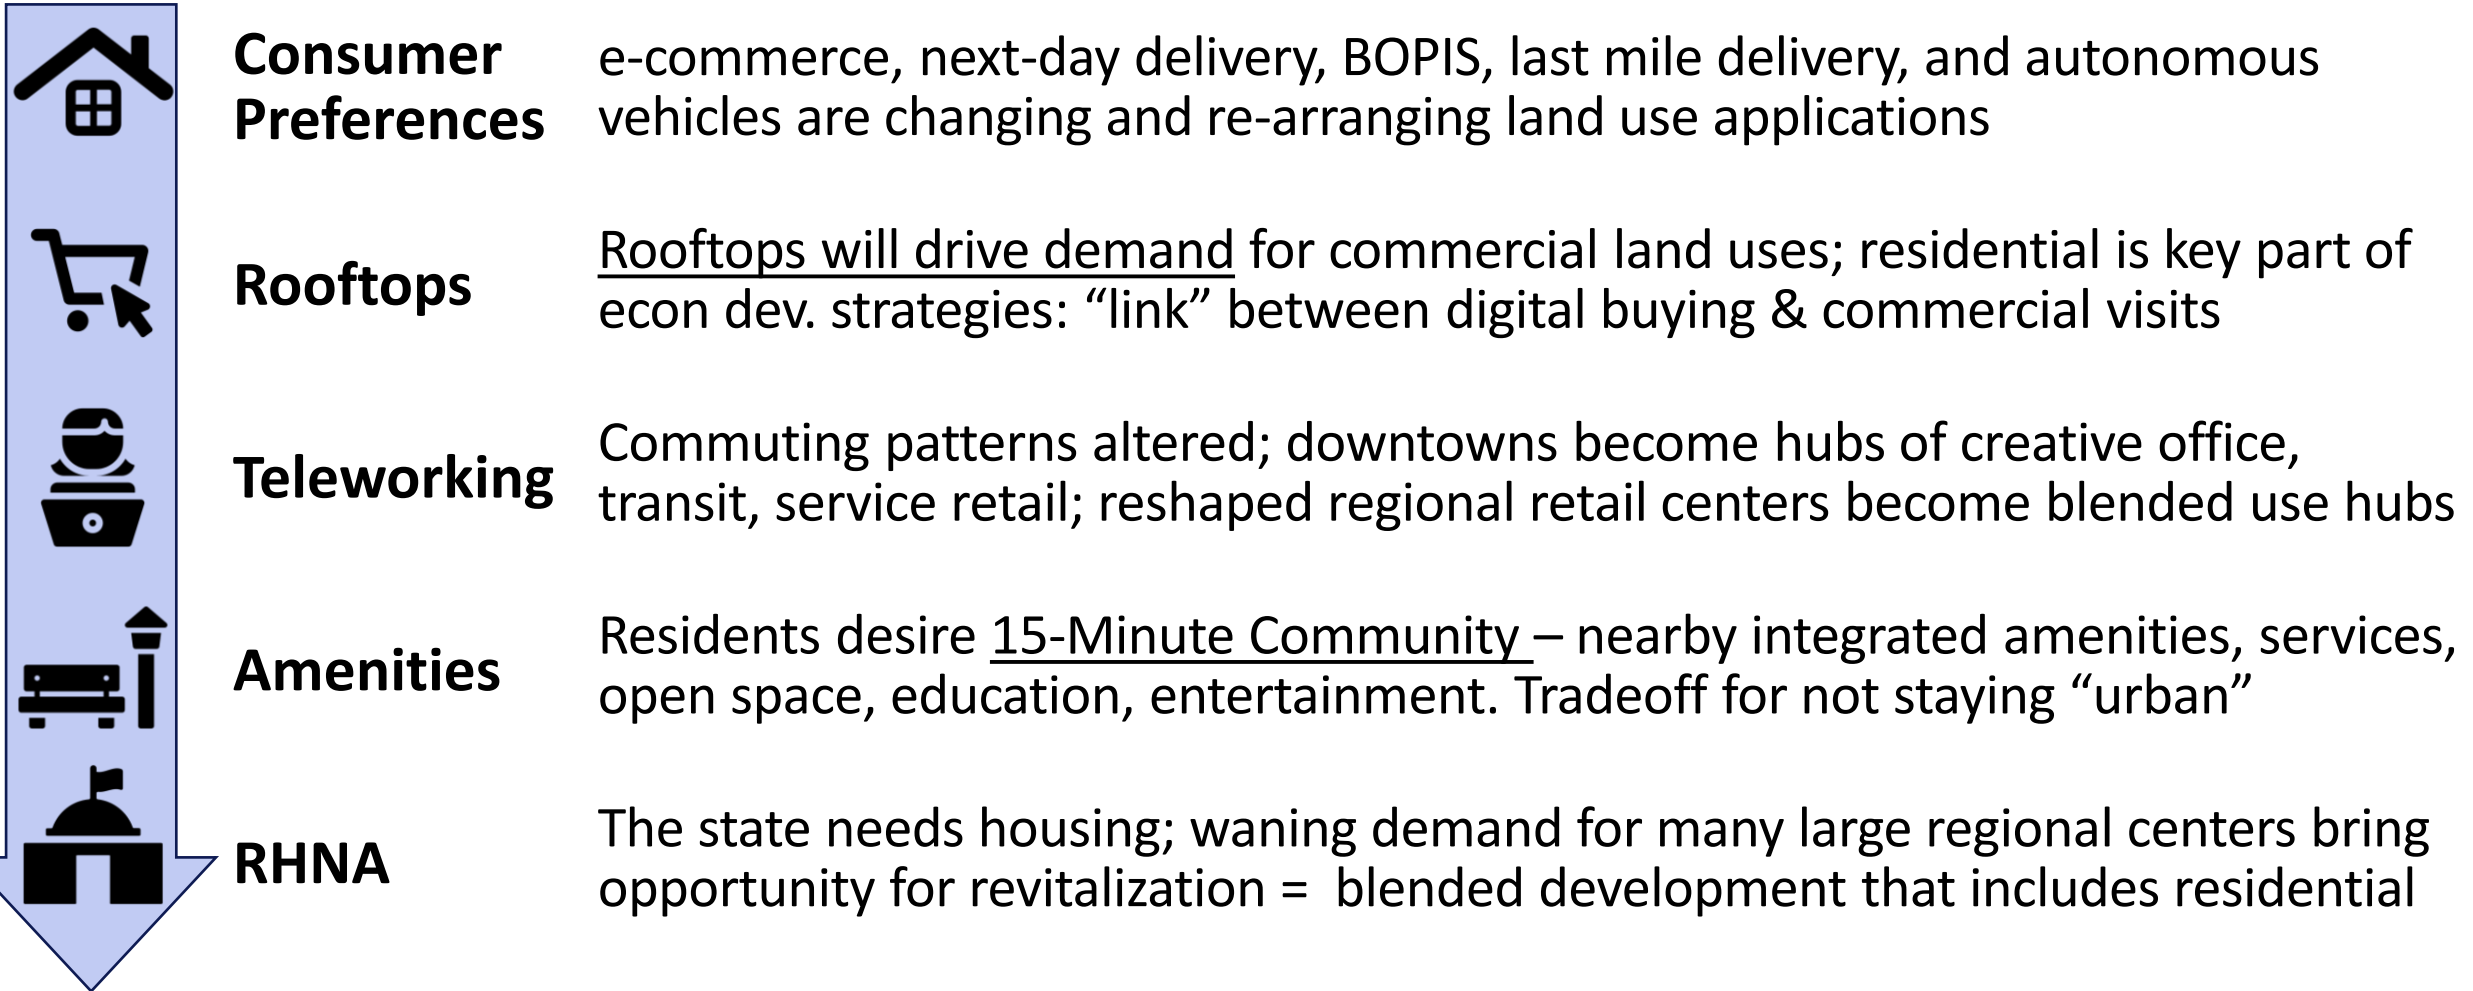 Consumer
Preferences
e-commerce, next-day delivery, BOPIS, last mile delivery, and autonomous
vehicles are changing and re-arranging land use applications
Rooftops
Rooftops will drive demand for commercial land uses; residential is key part of
econ dev. strategies: “link” between digital buying & commercial visits
Teleworking
Commuting patterns altered; downtowns become hubs of creative office,
transit, service retail; reshaped regional retail centers become blended use hubs
Amenities
Residents desire 15-Minute Community – nearby integrated amenities, services,
open space, education, entertainment. Tradeoff for not staying “urban”
RHNA
The state needs housing; waning demand for many large regional centers bring
opportunity for revitalization = blended development that includes residential